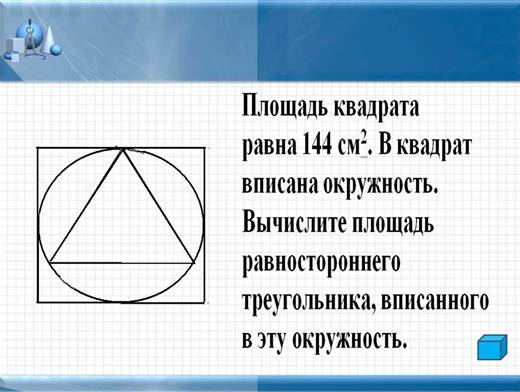 Площадь квадрата
равна 144 см². В квадрат
вписана окружность.
Вычислите площадь
равностороннего
треугольника, вписанного
в эту окружность.